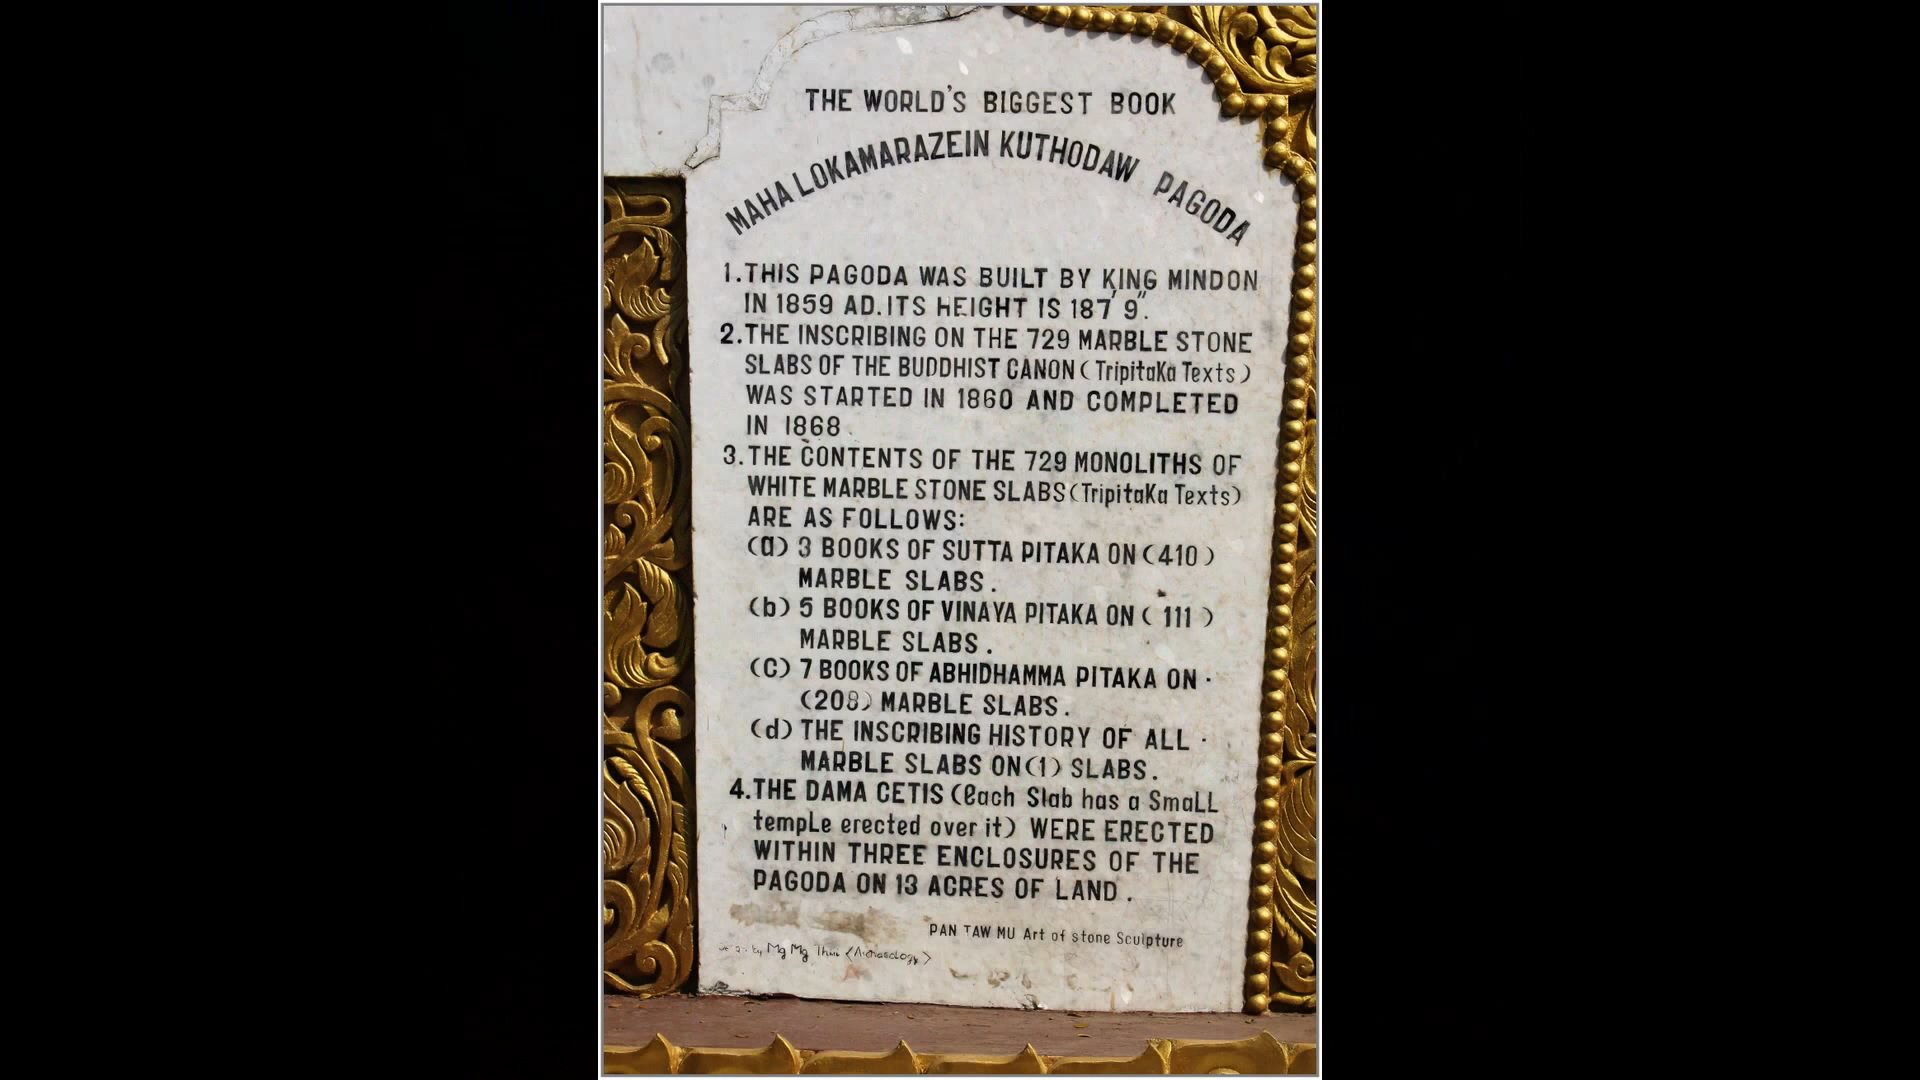 THE WORLD'S BIGGEST BOOK
MAHA LOKAMARAZEIN KUTHODAW PAGODA
1.THIS PAGODA WAS BUILT BY KING MINDON
IN 1859 AD.ITS HEIGHT IS 187' 9".
2.THE INSCRIBING ON THE 729 MARBLE STONE
SLABS OF THE BUDDHIST CANON (TripitaKa Texts)
WAS STARTED IN 1860 AND COMPLETED
IN 1868.
3.THE CONTENTS OF THE 729 MONOLITHS OF
WHITE MARBLE STONE SLABS(TripitaKa Texts)
ARE AS FOLLOWS:
(a) 3 BOOKS OF SUTTA PITAKA ON (410)
MARBLE SLABS.
(b) 5 BOOKS OF VINAYA PITAKA ON (111)
MARBLE SLABS.
(C) 7 BOOKS OF ABHIDHAMMA PITAKA ON ·
(208) MARBLE SLABS.
(d) THE INSCRIBING HISTORY OF ALL ·
MARBLE SLABS ON (1) SLABS.
4.THE DAMA CETIS (each Slab has a SmaLL
tempLe erected over it) WERE ERECTED
WITHIN THREE ENCLOSURES OF THE
PAGODA ON 13 ACRES OF LAND.
PAN TAW MU Art of stone Sculpture
by Mg Mg